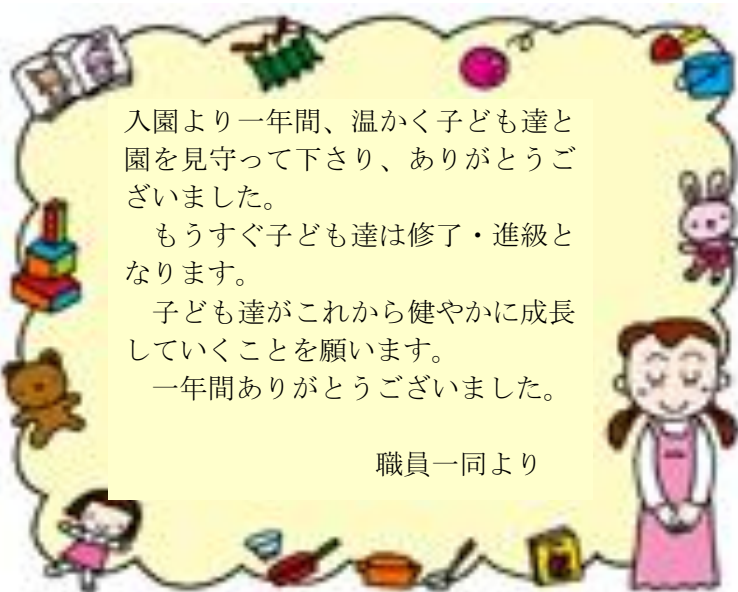 入園より一年間、温かく子ども達と
園を見守って下さり、ありがとうご
ざいました。
　もうすぐ子ども達は修了・進級と
なります。
　子ども達がこれから健やかに成長
していくことを願います。
　一年間ありがとうございました。
職員一同より